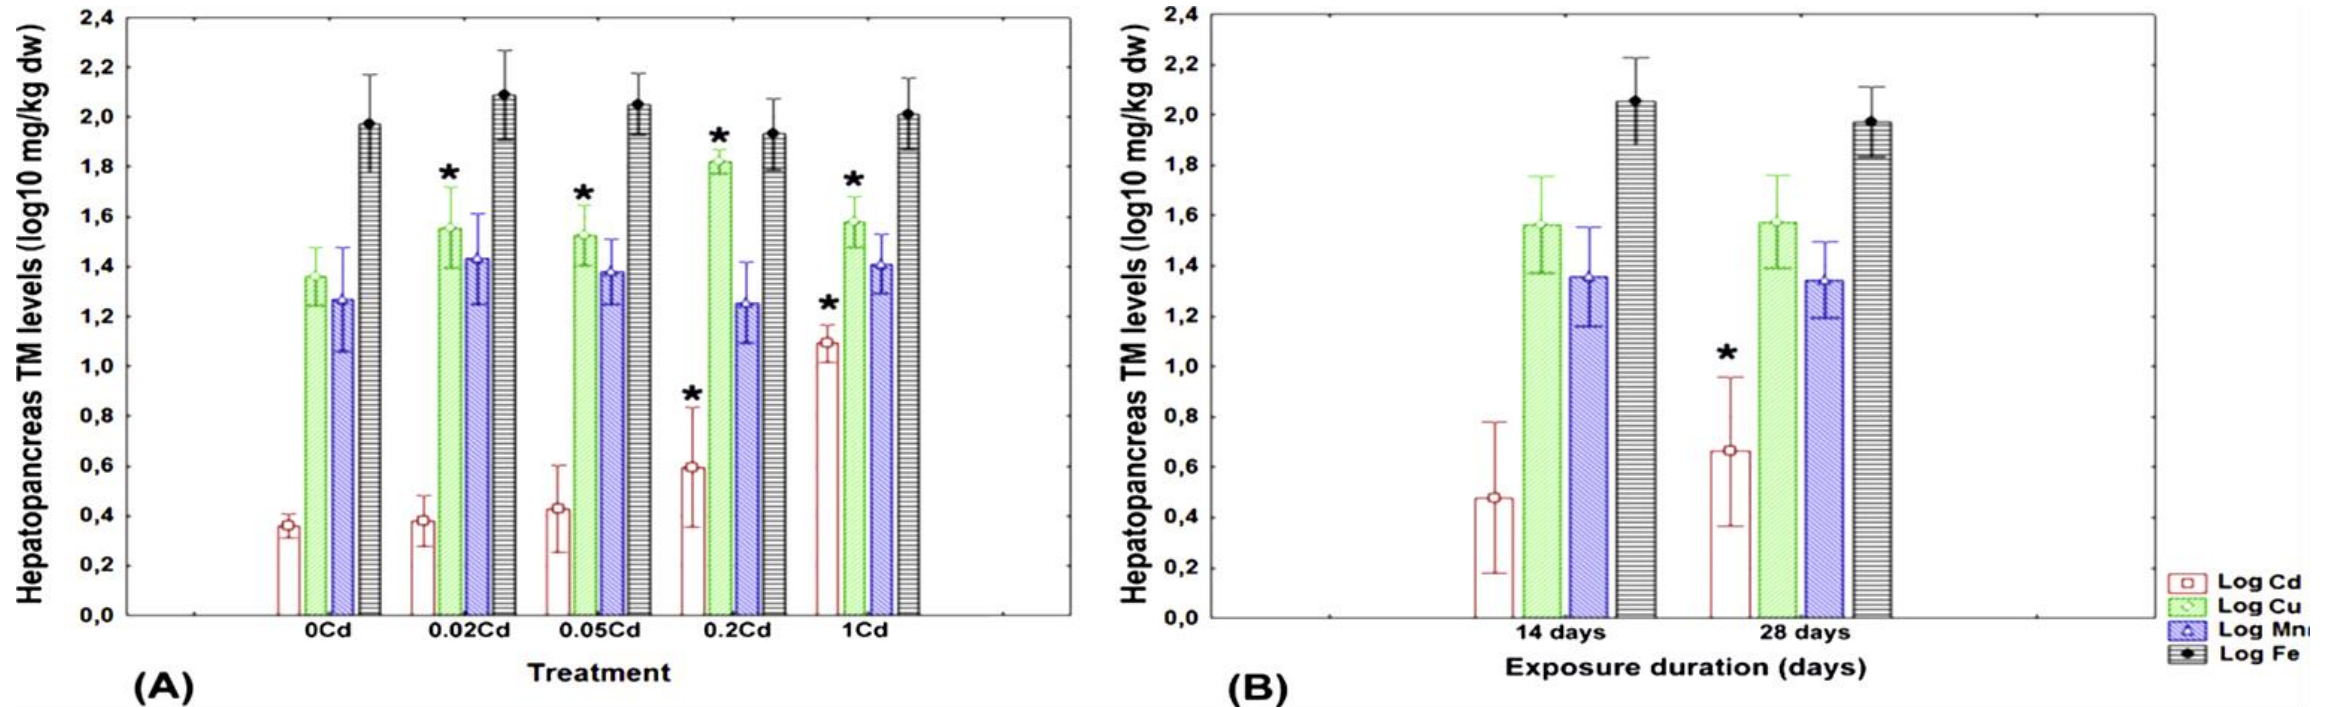 Hepatopancreas TM levels (log10 mg/kg dw)
2,4
2,2
2,0
1,8
1,6
1,4
1,2
1,0
0,8
0,6
0,4
0,2
0,0
* * * * * *
0Cd 0.02Cd 0.05Cd 0.2Cd 1Cd
Treatment
(A)
Hepatopancreas TM levels (log10 mg/kg dw)
2,4
2,2
2,0
1,8
1,6
1,4
1,2
1,0
0,8
0,6
0,4
0,2
0,0
*
14 days 28 days
Exposure duration (days)
(B)
Log Cd
Log Cu
Log Mn
Log Fe